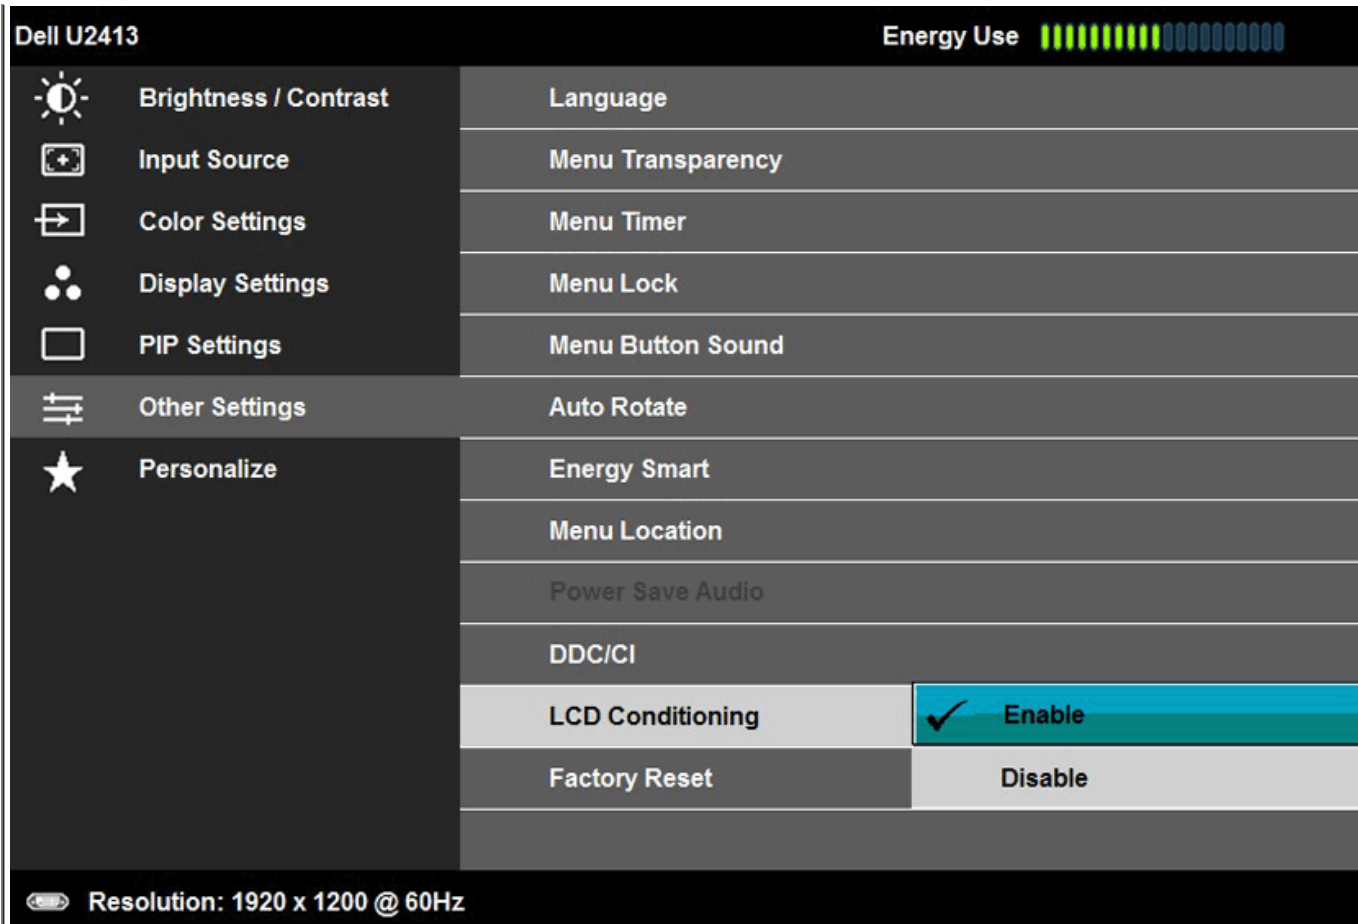 Dell U2413
Energy Use
Brightness / Contrast
Input Source
Color Settings
Display Settings
PIP Settings
Other Settings
Personalize
Language
Menu Transparency
Menu Timer
Menu Lock
Menu Button Sound
Auto Rotate
Energy Smart
Menu Location
Power Save Audio
DDC/CI
LCD Conditioning
Enable
Factory Reset
Disable
Resolution: 1920 x 1200 @ 60Hz